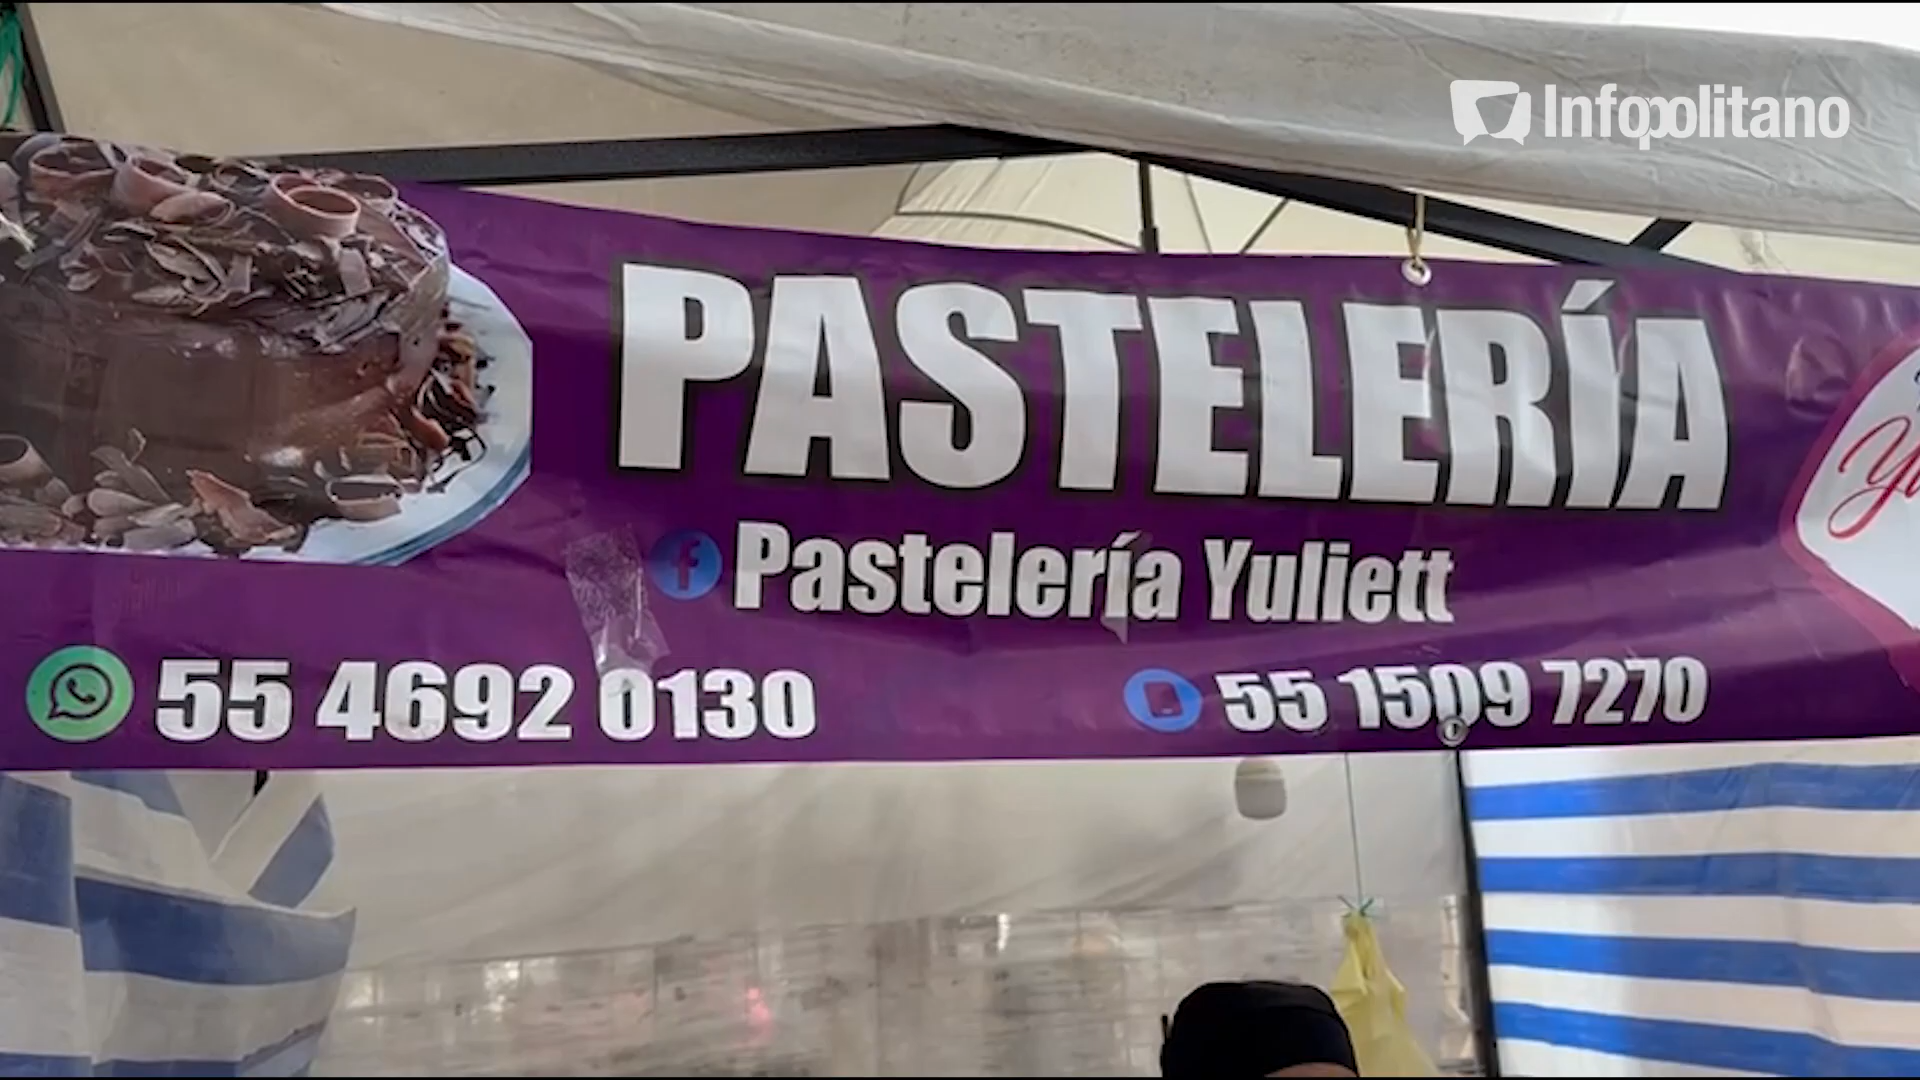 Infopolitano
PASTELERÍA
Pastelería Yuliett
55 4692 0130
55 1509 7270